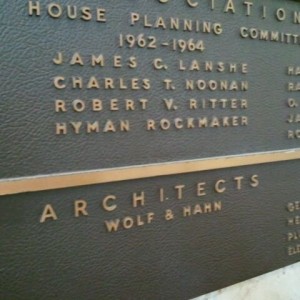 HOUSE PLANNING COMMITT
1962-1964
JAMES C. LANSHE
CHARLES T. NOONAN
ROBERT V. RITTER
HYMAN ROCKMAKER
ARCHITECTS
WOLF & HAHN